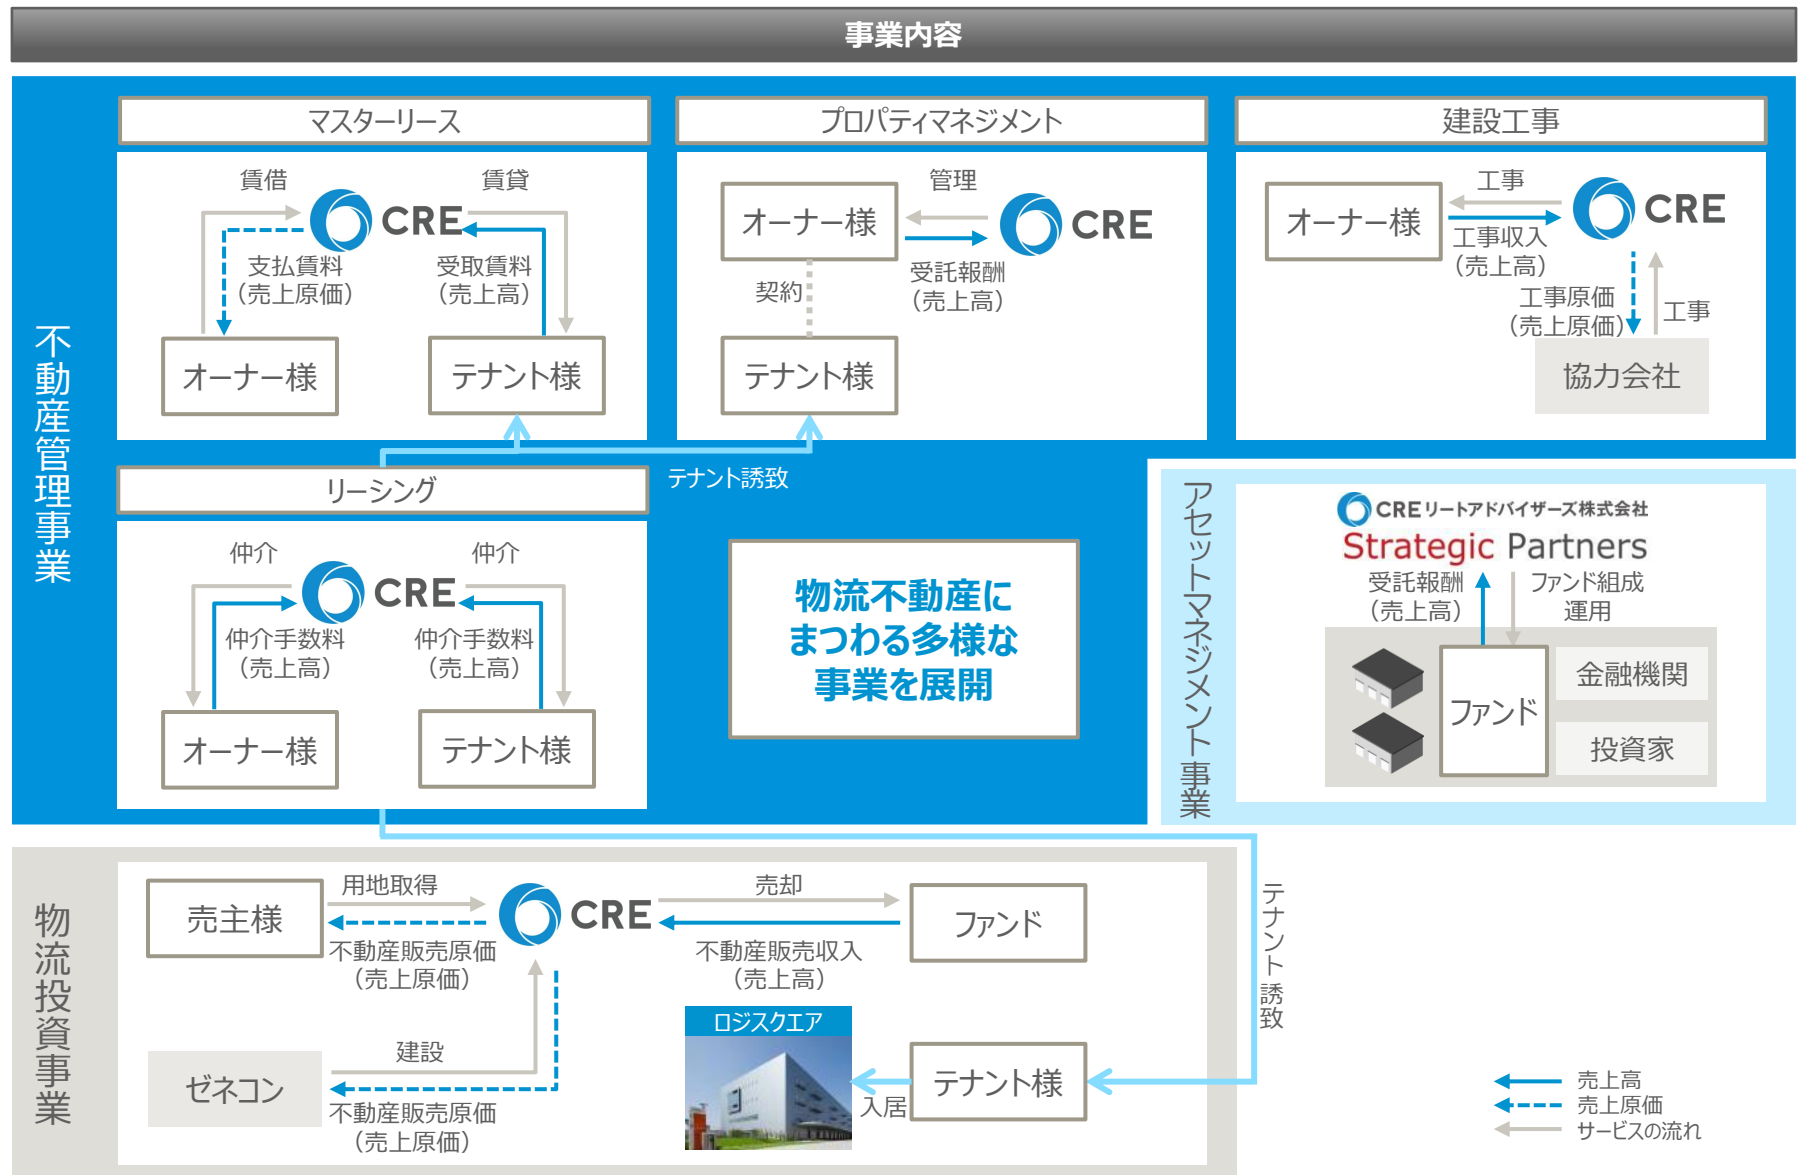 事業内容
不動産管理事業
マスターリース
賃借
賃貸
CRE
支払賃料
（売上原価）
受取賃料
（売上高）
オーナー様
テナント様
プロパティマネジメント
オーナー様
管理
CRE
受託報酬
（売上高）
契約
テナント様
建設工事
オーナー様
工事
CRE
工事収入
（売上高）
工事原価
（売上原価）
工事
協力会社
テナント誘致
リーシング
仲介
仲介
CRE
仲介手数料
（売上高）
仲介手数料
（売上高）
オーナー様
テナント様
物流不動産に
まつわる多様な
事業を展開
アセットマネジメント事業
CREリートアドバイザーズ株式会社
Strategic Partners
受託報酬
（売上高）
ファンド組成
運用
ファンド
金融機関
投資家
物流投資事業
売主様
用地取得
CRE
不動産販売原価
（売上原価）
売却
ファンド
不動産販売収入
（売上高）
ゼネコン
建設
不動産販売原価
（売上原価）
ロジスクエア
入居
テナント様
テナント誘致
売上高
売上原価
サービスの流れ